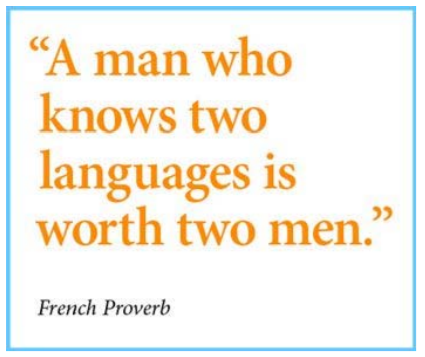 “A man who
knows two
languages is
worth two men.”
French Proverb